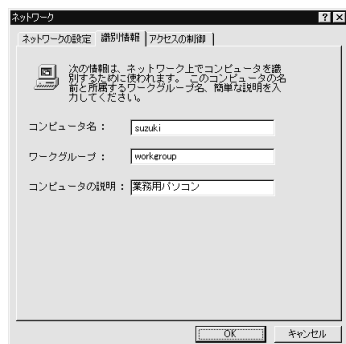 ネットワーク
ネットワークの設定 識別情報 アクセスの制御
次の情報は、ネットワーク上でコンピュータを識
別するために使われます。このコンピュータの名
前と所属するワークグループ名、簡単な説明を入
力してください。
コンピュータ名： suzuki
ワークグループ： workgroup
コンピュータの説明： 業務用パソコン
OK キャンセル